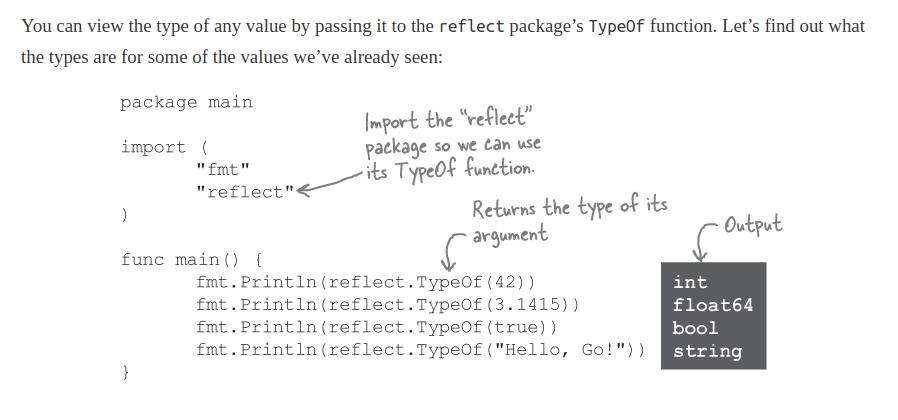 You can view the type of any value by passing it to the reflect package’s TypeOf function. Let’s find out what
the types are for some of the values we’ve already seen:
package main
import (
"fmt"
"reflect"
)
Import the “reflect”
package so we can use
its TypeOf function.
Returns the type of its
argument
Output
func main() {
fmt.Println(reflect.TypeOf(42))
fmt.Println(reflect.TypeOf(3.1415))
fmt.Println(reflect.TypeOf(true))
fmt.Println(reflect.TypeOf("Hello, Go!"))
}
int
float64
bool
string